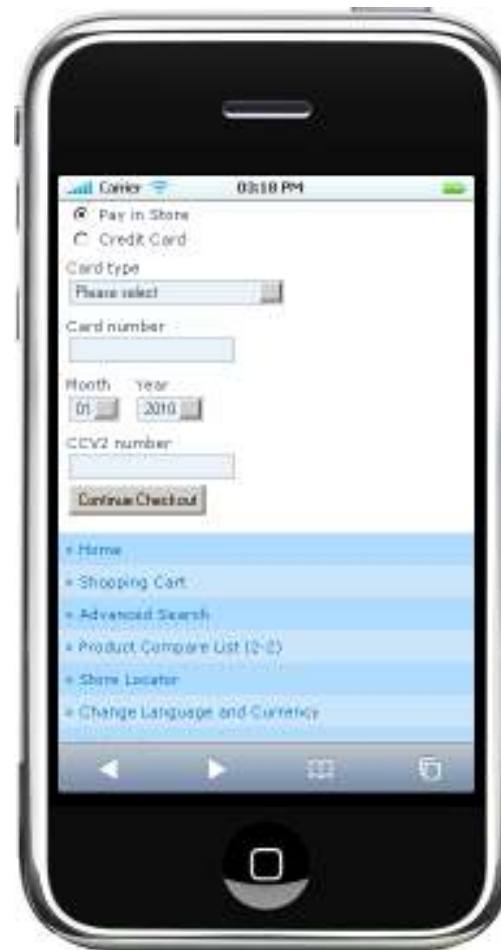 Carrier 03:18 PM
Pay in Store
Credit Card
Card type
Please select
Card number
Month Year
01 2010
CCV2 number
Continue Checkout
» Home
» Shopping Cart
» Advanced Search
» Product Compare List (2-2)
» Store Locator
» Change Language and Currency